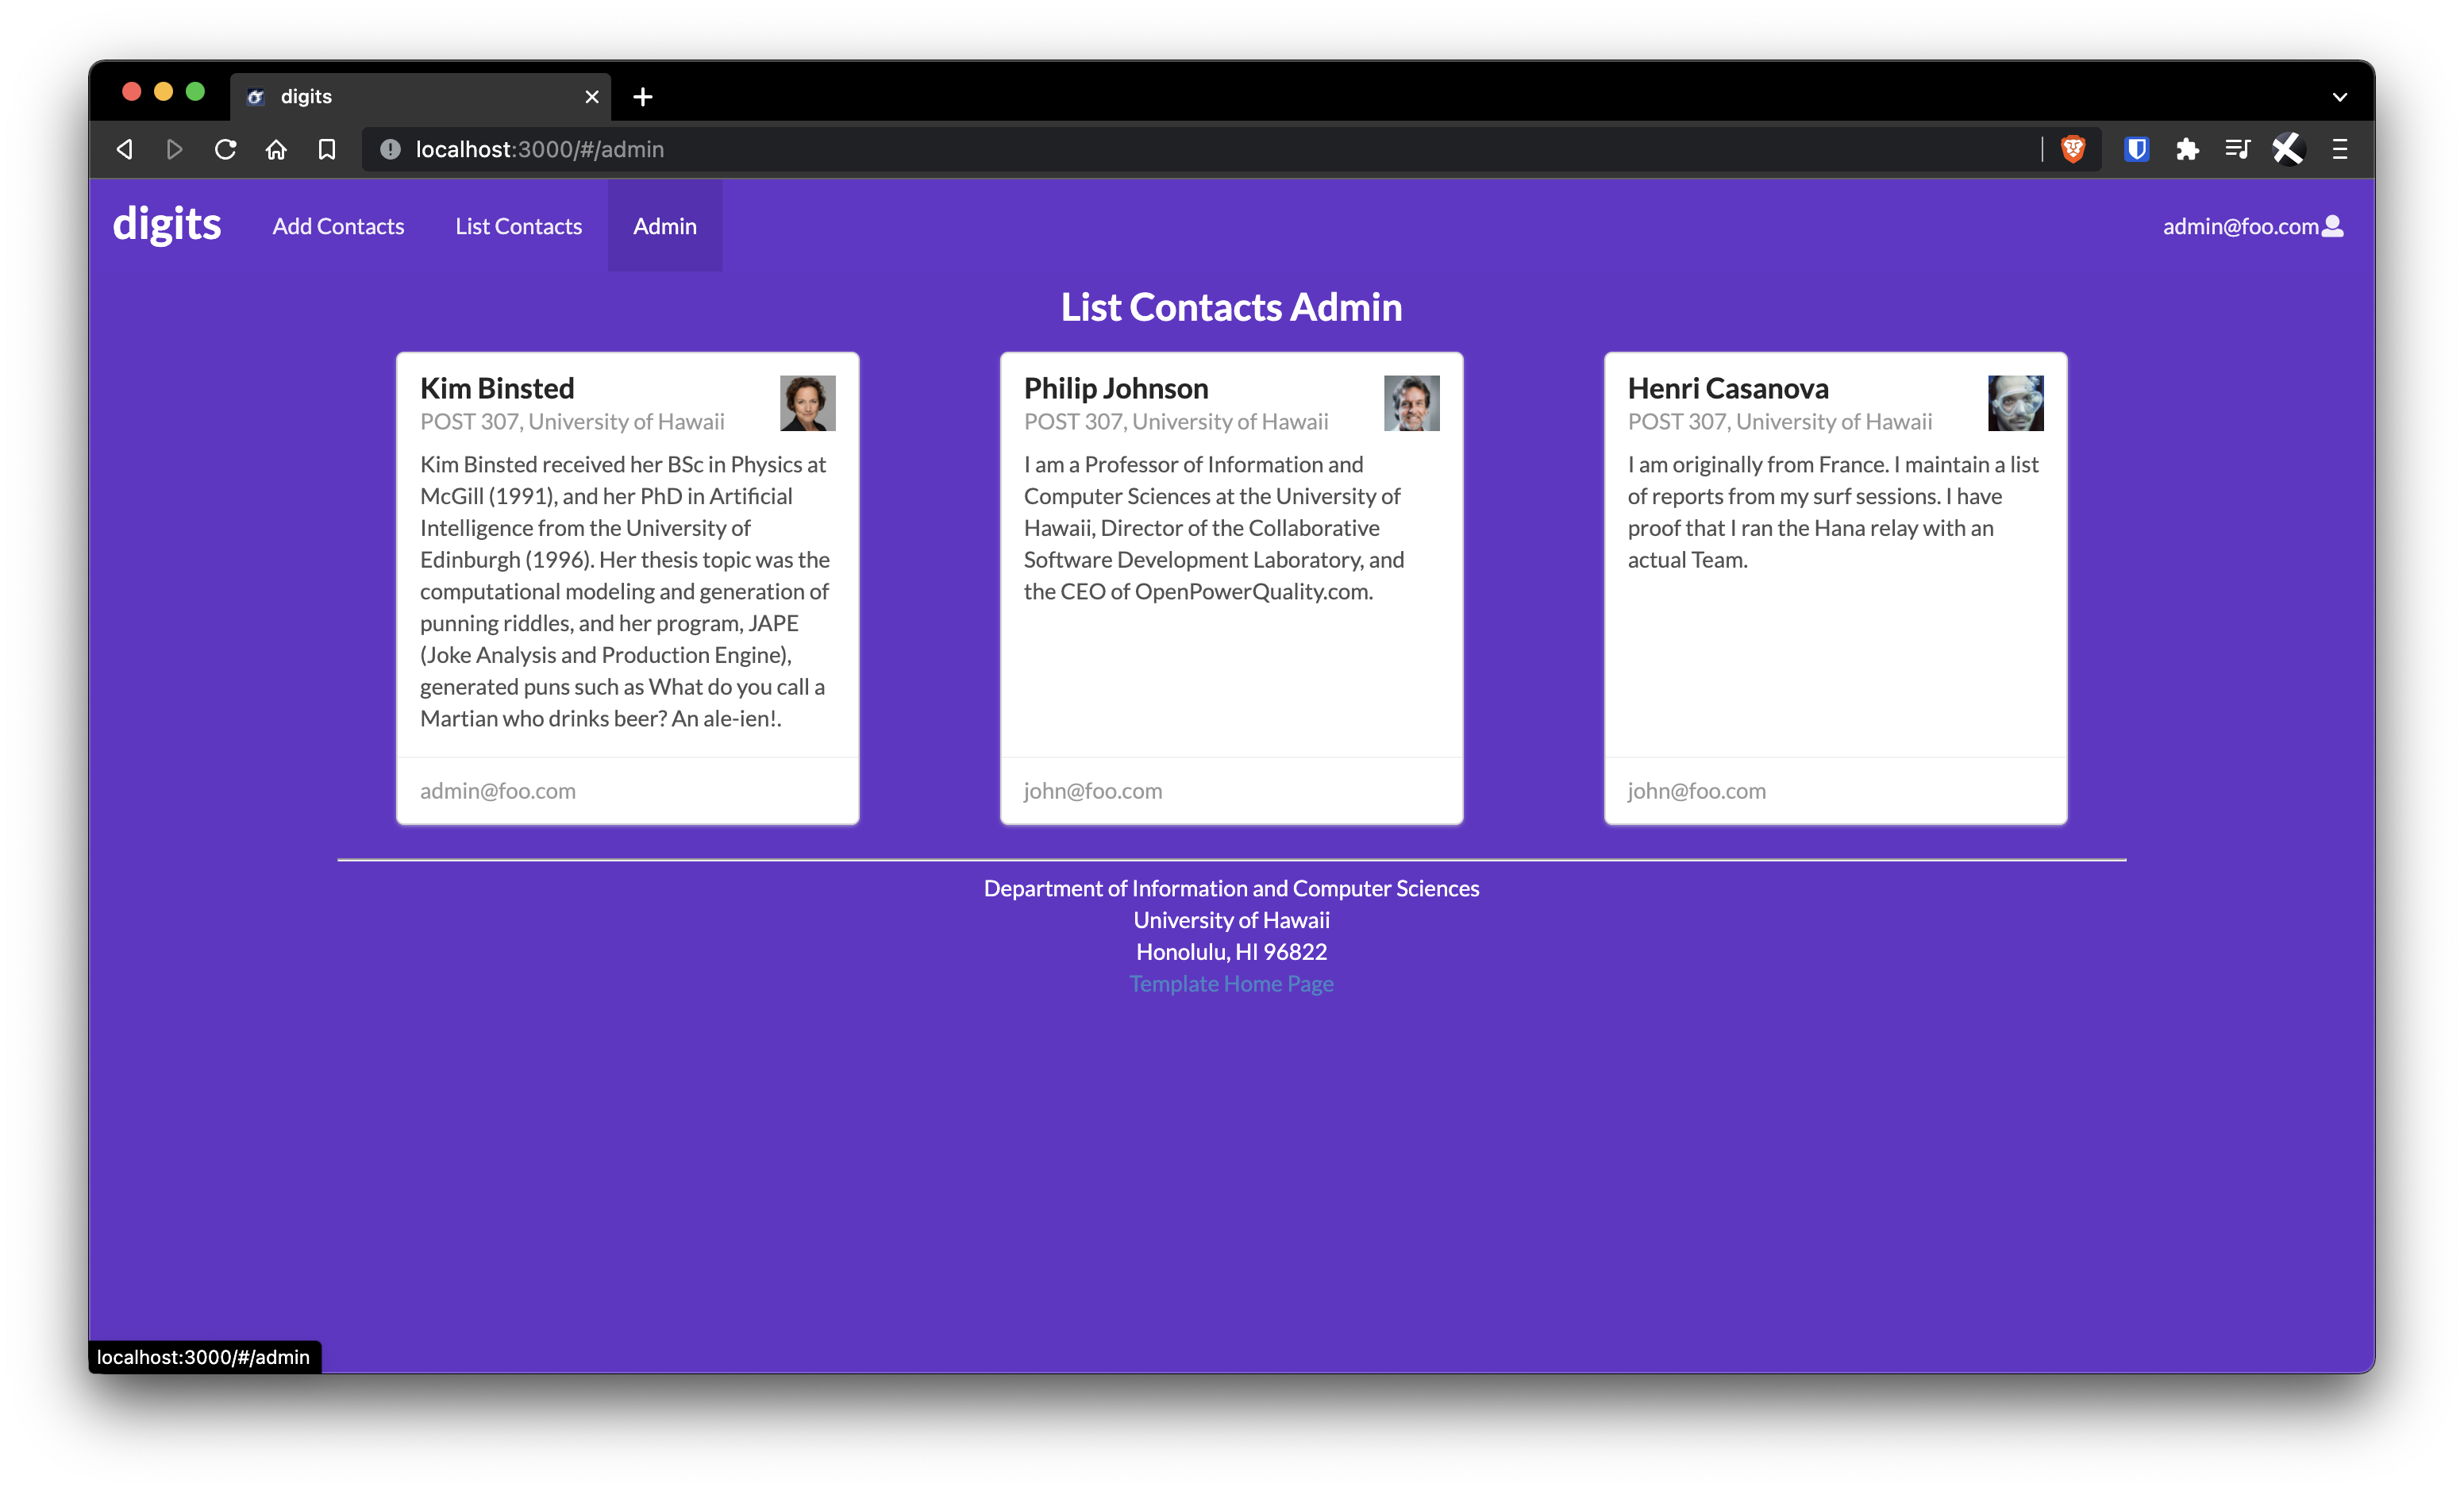 digits
localhost:3000/#/admin
digits
Add Contacts
List Contacts
Admin
admin@foo.com
List Contacts Admin
Kim Binsted
POST 307, University of Hawaii
Kim Binsted received her BSc in Physics at
McGill (1991), and her PhD in Artificial
Intelligence from the University of
Edinburgh (1996). Her thesis topic was the
computational modeling and generation of
punning riddles, and her program, JAPE
(Joke Analysis and Production Engine),
generated puns such as What do you call a
Martian who drinks beer? An ale-ien!.
admin@foo.com
Philip Johnson
POST 307, University of Hawaii
I am a Professor of Information and
Computer Sciences at the University of
Hawaii, Director of the Collaborative
Software Development Laboratory, and
the CEO of OpenPowerQuality.com.
john@foo.com
Henri Casanova
POST 307, University of Hawaii
I am originally from France. I maintain a list
of reports from my surf sessions. I have
proof that I ran the Hana relay with an
actual Team.
john@foo.com
Department of Information and Computer Sciences
University of Hawaii
Honolulu, HI 96822
Template Home Page
localhost:3000/#/admin